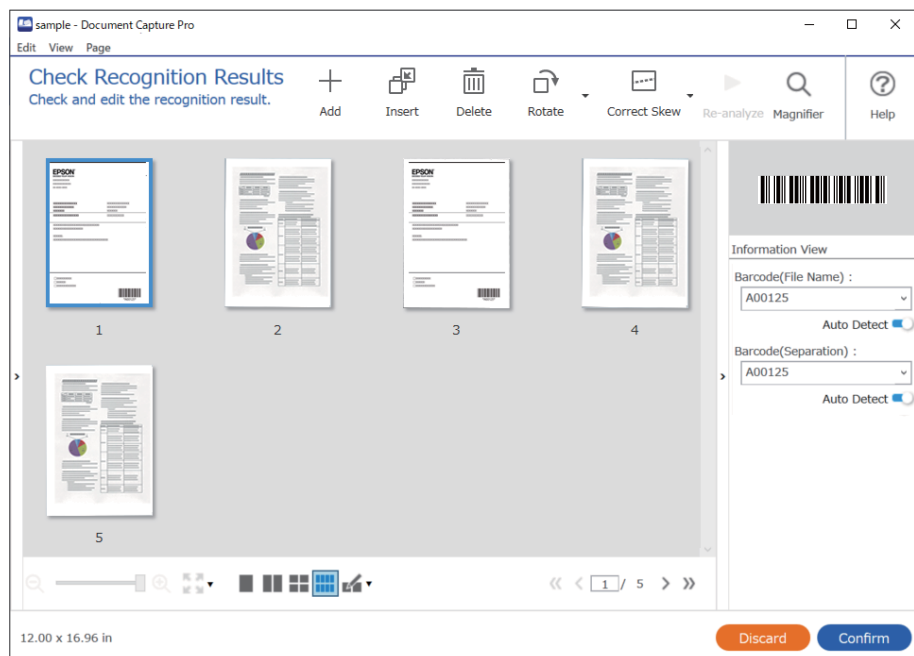 sample - Document Capture Pro
Edit View Page
Check Recognition Results
Check and edit the recognition result.
Add
Insert
Delete
Rotate
Correct Skew
Re-analyze
Magnifier
Help
EPSON
EPSON
1
2
3
4
5
Information View
Barcode(File Name) :
A00125
Auto Detect
Barcode(Separation) :
A00125
Auto Detect
1 / 5
12.00 x 16.96 in
Discard
Confirm